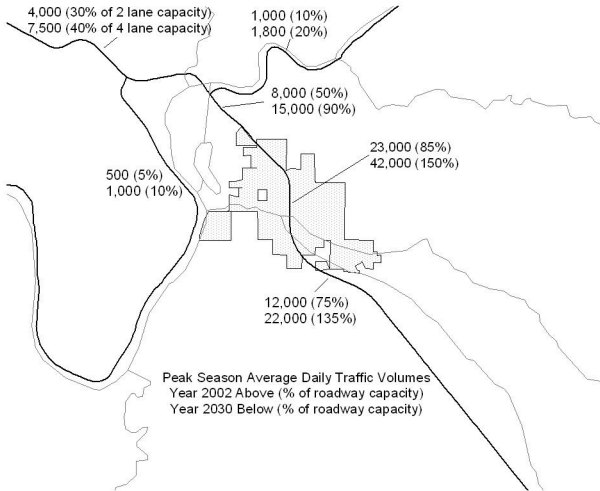 4,000 (30% of 2 lane capacity)
7,500 (40% of 4 lane capacity)
1,000 (10%)
1,800 (20%)
8,000 (50%)
15,000 (90%)
23,000 (85%)
42,000 (150%)
500 (5%)
1,000 (10%)
12,000 (75%)
22,000 (135%)
Peak Season Average Daily Traffic Volumes
Year 2002 Above (% of roadway capacity)
Year 2030 Below (% of roadway capacity)